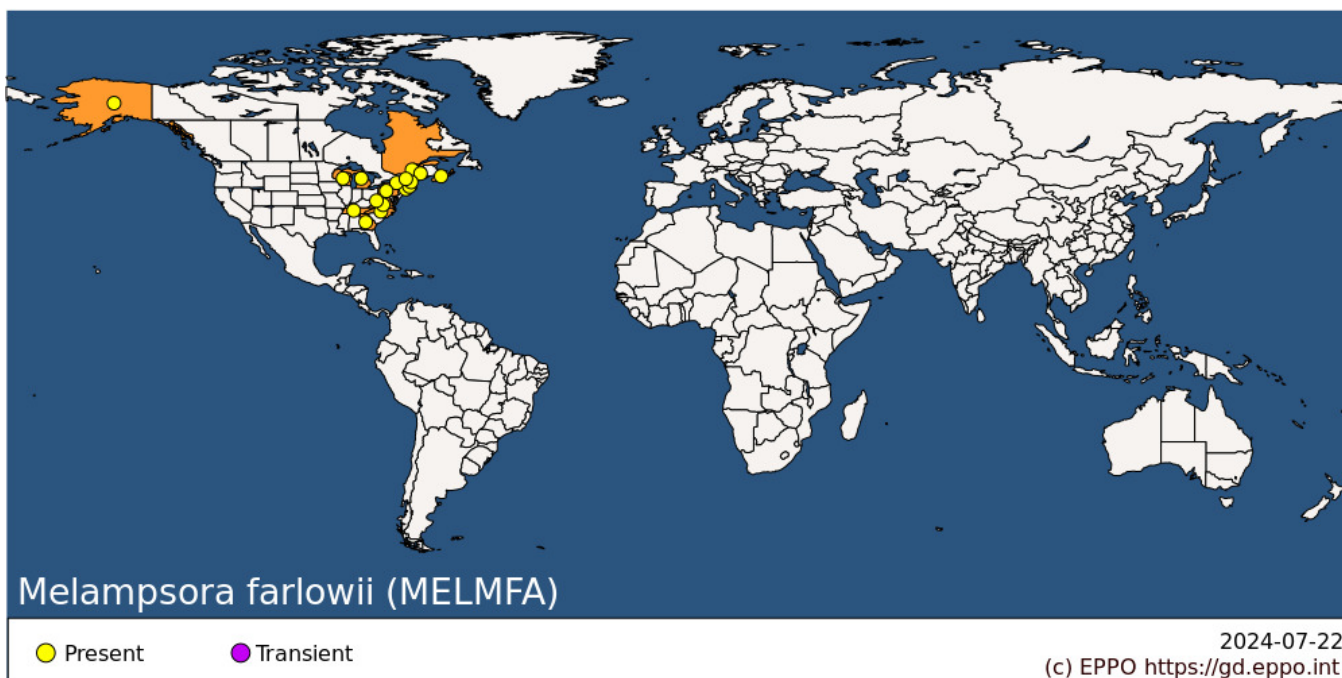 Melampsora farlowii (MELMFA)
Present
Transient
2024-07-22
(c) EPPO https://gd.eppo.int